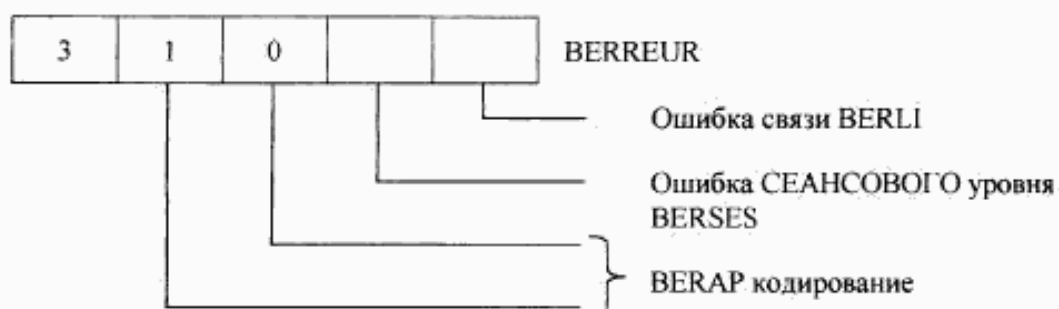 3 1 0 BERREUR
Ошибка связи BERLI
Ошибка СЕАНСОВОГО уровня
BERSES
BERAP кодирование